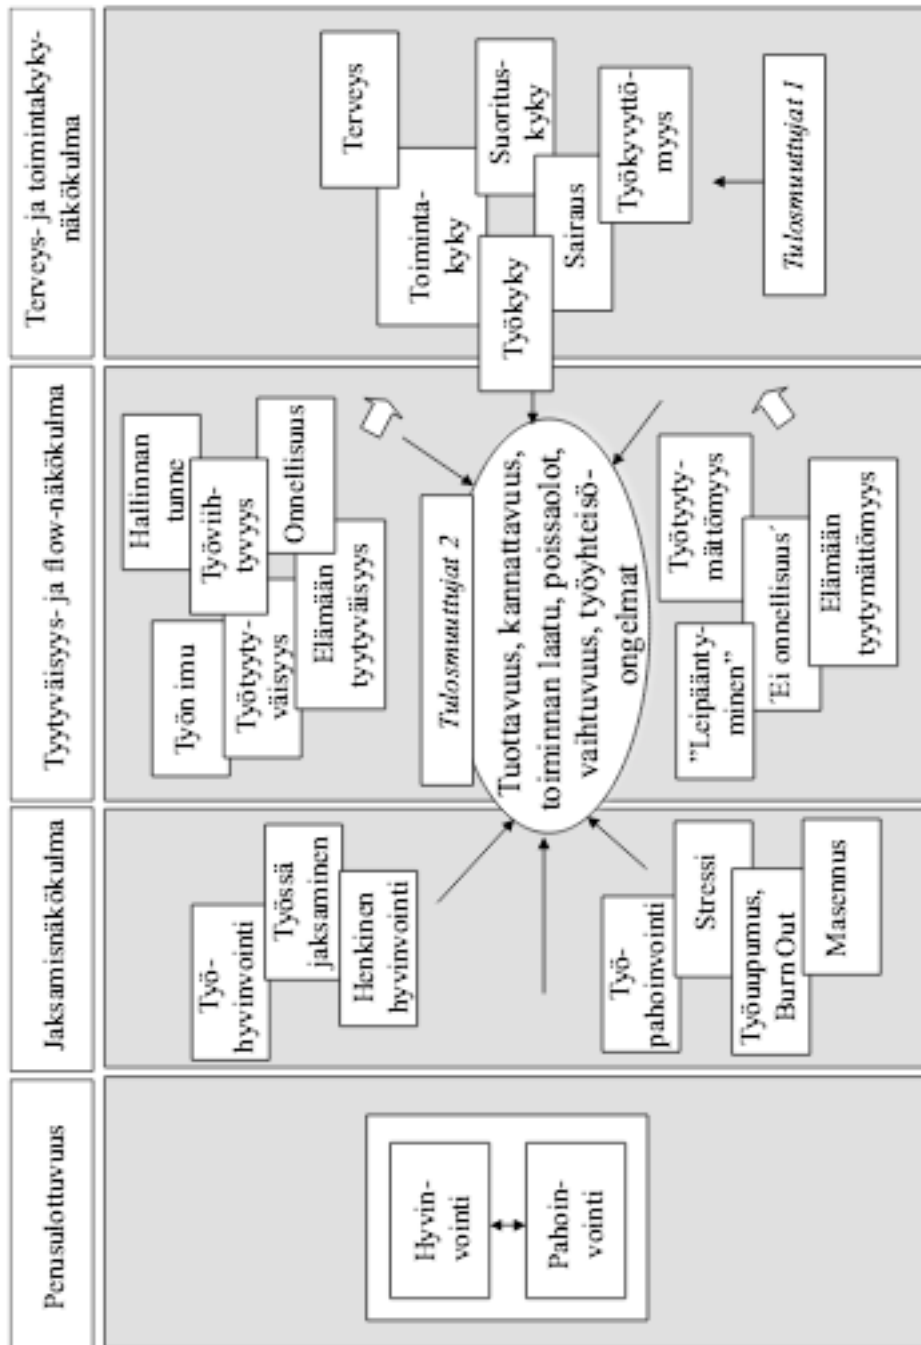 Perusulottuvuus
Jaksamisnäkökulma
Tyytyväisyys- ja flow-näkökulma
Terveys- ja toimintakyky-
näkökulma
Hyvin-
vointi
Pahoin-
vointi
Työ-
hyvinvointi
Työssä
jaksaminen
Henkinen
hyvinvointi
Työ-
pahoinvointi
Stressi
Työuupumus,
Burn Out
Masennus
Työn imu
Hallinnan
tunne
Työviih-
tyvyys
Työtyyty-
väisyys
Onnellisuus
Elämään
tyytyväisyys
Tulosmuuttujat 2
Tuottavuus, kannattavuus,
toiminnan laatu, poissaolot,
vaihtuvuus, työyhteisö-
ongelmat
Työtyyty-
mättömyys
”Leipäänty-
minen”
'Ei onnellisuus'
Elämään
tyytymättömyys
Terveys
Toiminta-
kyky
Suoritus-
kyky
Työkyky
Sairaus
Työkyvyttö-
myys
Tulosmuuttujat 1